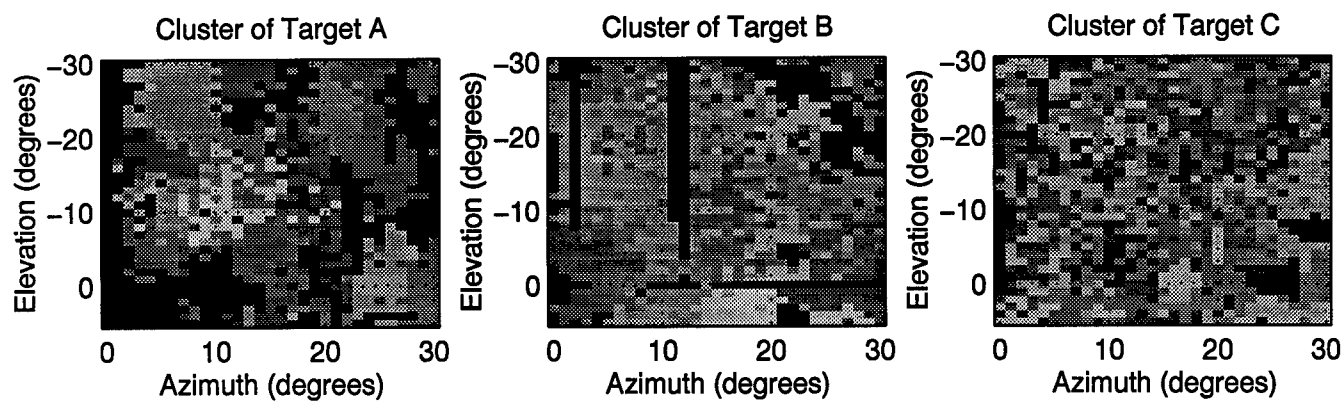 Cluster of Target A
Elevation (degrees)
−30
−20
−10
0
0 10 20 30
Azimuth (degrees)
Cluster of Target B
Elevation (degrees)
−30
−20
−10
0
0 10 20 30
Azimuth (degrees)
Cluster of Target C
Elevation (degrees)
−30
−20
−10
0
0 10 20 30
Azimuth (degrees)